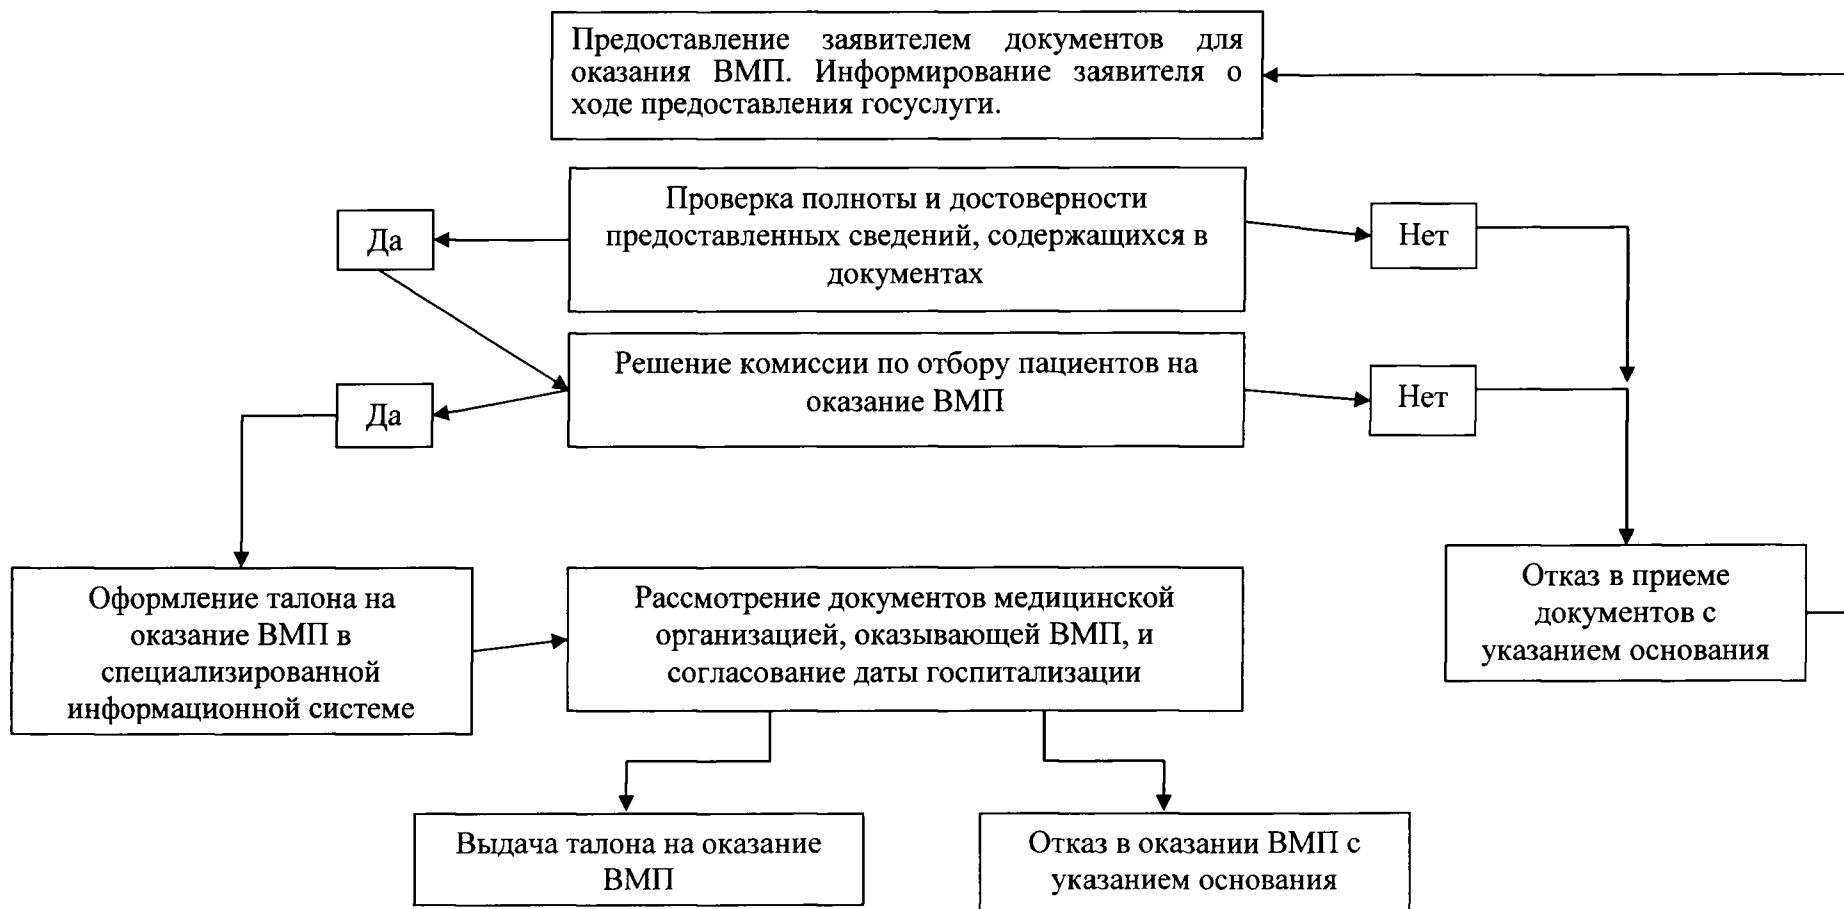 Предоставление заявителем документов для
оказания ВМП. Информирование заявителя о
ходе предоставления госуслуги.
Проверка полноты и достоверности
предоставленных сведений, содержащихся в
документах
Да
Нет
Решение комиссии по отбору пациентов на
оказание ВМП
Да
Нет
Оформление талона на
оказание ВМП в
специализированной
информационной системе
Рассмотрение документов медицинской
организацией, оказывающей ВМП, и
согласование даты госпитализации
Отказ в приеме
документов с
указанием основания
Выдача талона на оказание
ВМП
Отказ в оказании ВМП с
указанием основания